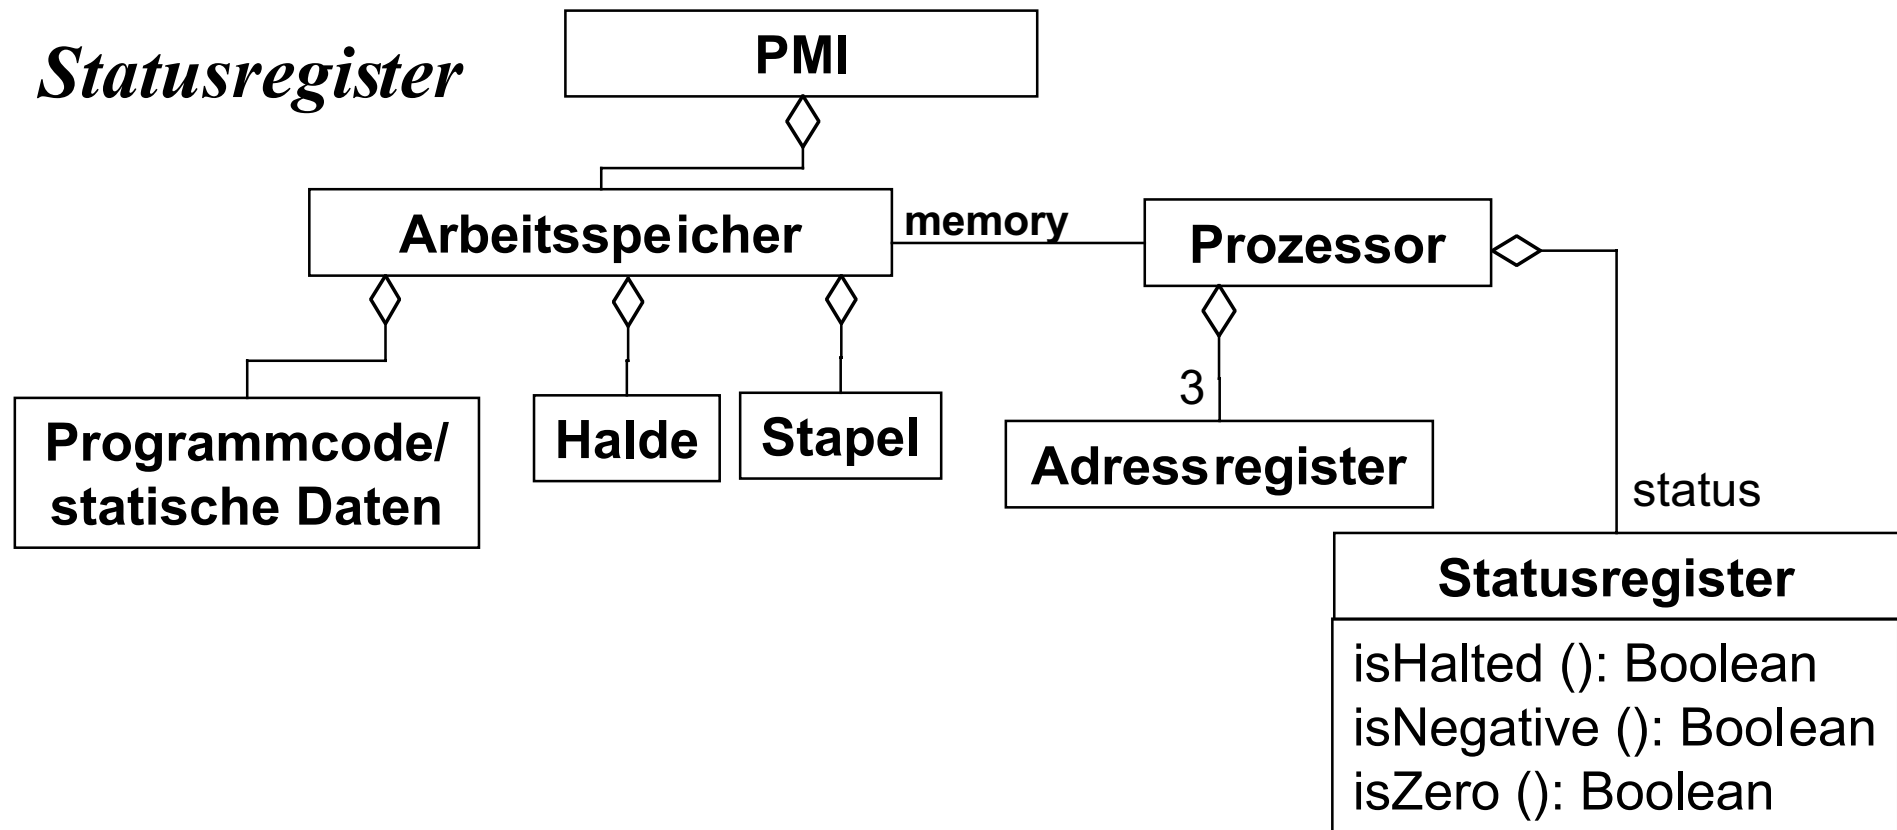 Statusregister
PMI
Arbeitsspeicher
memory
Prozessor
3
Programmcode/
statische Daten
Halde
Stapel
Adressregister
status
Statusregister
isHalted (): Boolean
isNegative (): Boolean
isZero (): Boolean